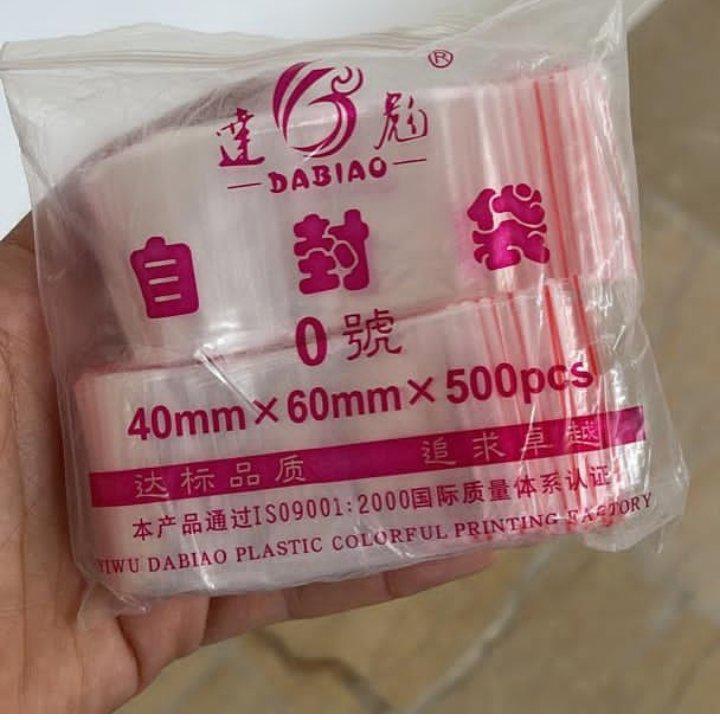 ®
達彪
DABIAO
自封袋
0號
40mm×60mm×500pcs
达标品质 追求卓越
本产品通过ISO9001:2000国际质量体系认证
YIWU DABIAO PLASTIC COLORFUL PRINTING FACTORY